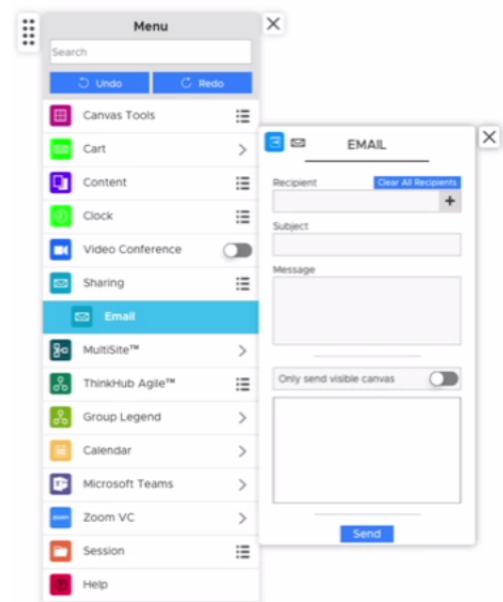 Menu
Search
Undo
Redo
Canvas Tools
Cart
Content
Clock
Video Conference
Sharing
Email
MultiSite™
ThinkHub Agile™
Group Legend
Calendar
Microsoft Teams
zoom
Zoom VC
Session
Help
EMAIL
Recipient
Clear All Recipients
+
Subject
Message
Only send visible canvas
Send